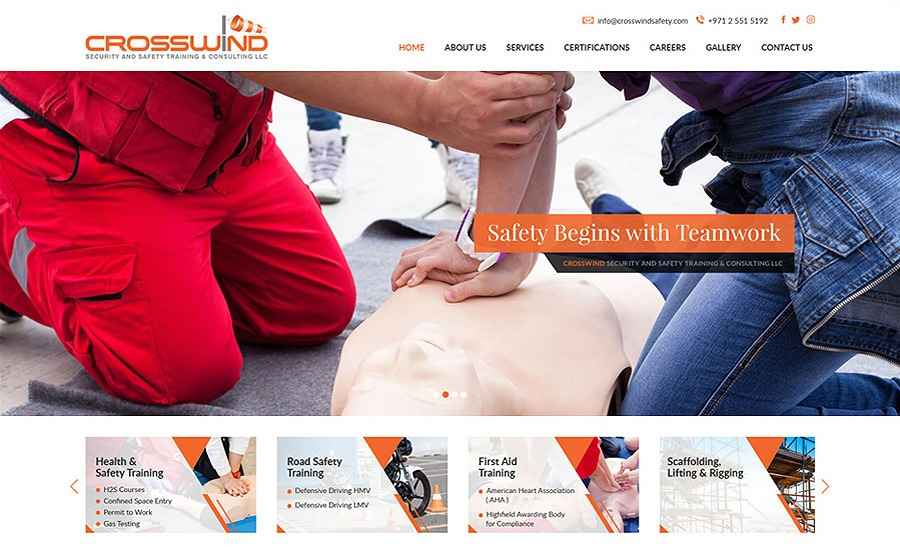 info@crosswindsafety.com +971 2 551 5192
CROSSWIND
SECURITY AND SAFETY TRAINING & CONSULTING LLC
HOME ABOUT US SERVICES CERTIFICATIONS CAREERS GALLERY CONTACT US
Safety Begins with Teamwork
CROSSWIND SECURITY AND SAFETY TRAINING & CONSULTING LLC
Health &
Safety Training
H2S Courses
Confined Space Entry
Permit to Work
Gas Testing
Road Safety
Training
Defensive Driving HMV
Defensive Driving LMV
First Aid
Training
American Heart Association
(AHA)
Highfield Awarding Body
for Compliance
Scaffolding,
Lifting & Rigging